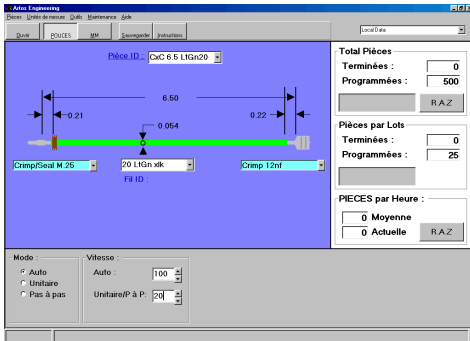 Artos Engineering
Pièces Unités de mesure Outils Maintenance Aide
Ouvrir POUCES MM Sauvegarder Instructions Local Data
Pièce ID : CxC 6.5 LtGn20
6.50
0.21 0.22
0.054
Crimp/Seal M.25 20 LtGn xlk Crimp 12nf
Fil ID :
Total Pièces
Terminées : 0
Programmées : 500
R.A.Z
Pièces par Lots
Terminées : 0
Programmées : 25
PIECES par Heure :
0 Moyenne
0 Actuelle R.A.Z
Mode : Vitesse :
Auto Auto : 100
Unitaire
Pas à pas Unitaire/P à P: 20